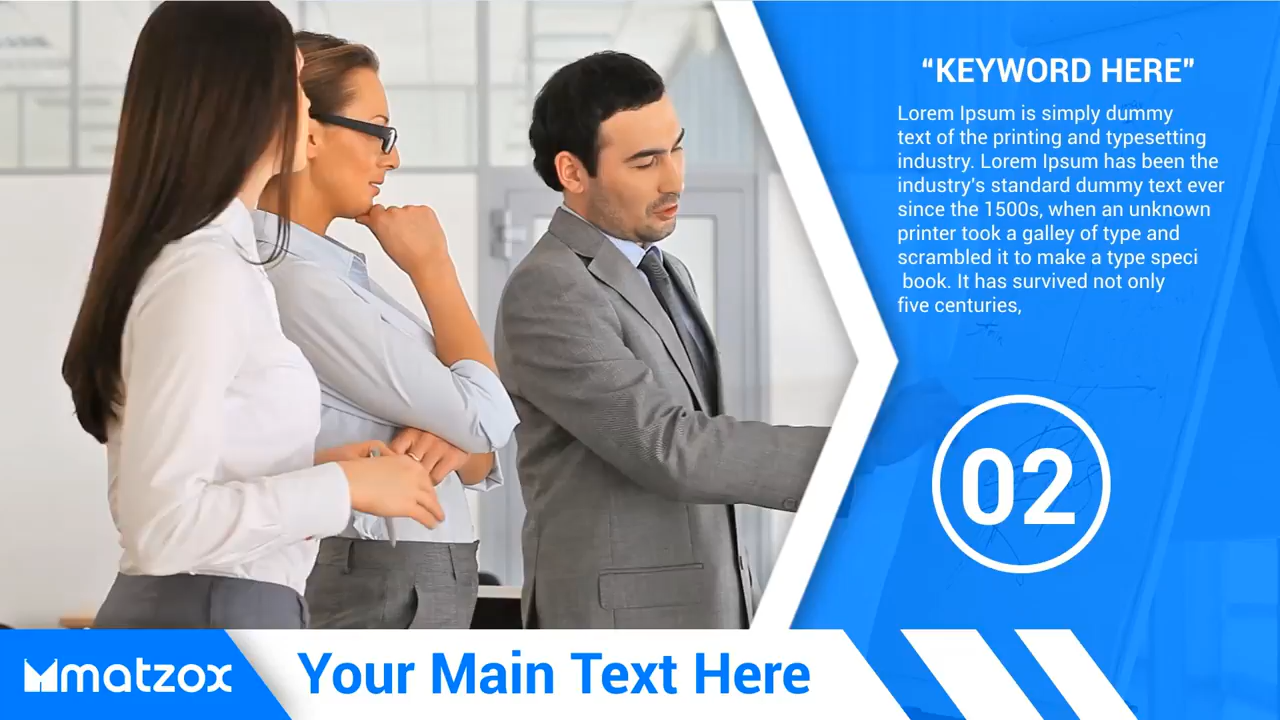 “KEYWORD HERE”
Lorem Ipsum is simply dummy
text of the printing and typesetting
industry. Lorem Ipsum has been the
industry's standard dummy text ever
since the 1500s, when an unknown
printer took a galley of type and
scrambled it to make a type speci
book. It has survived not only
five centuries,
02
matzox
Your Main Text Here